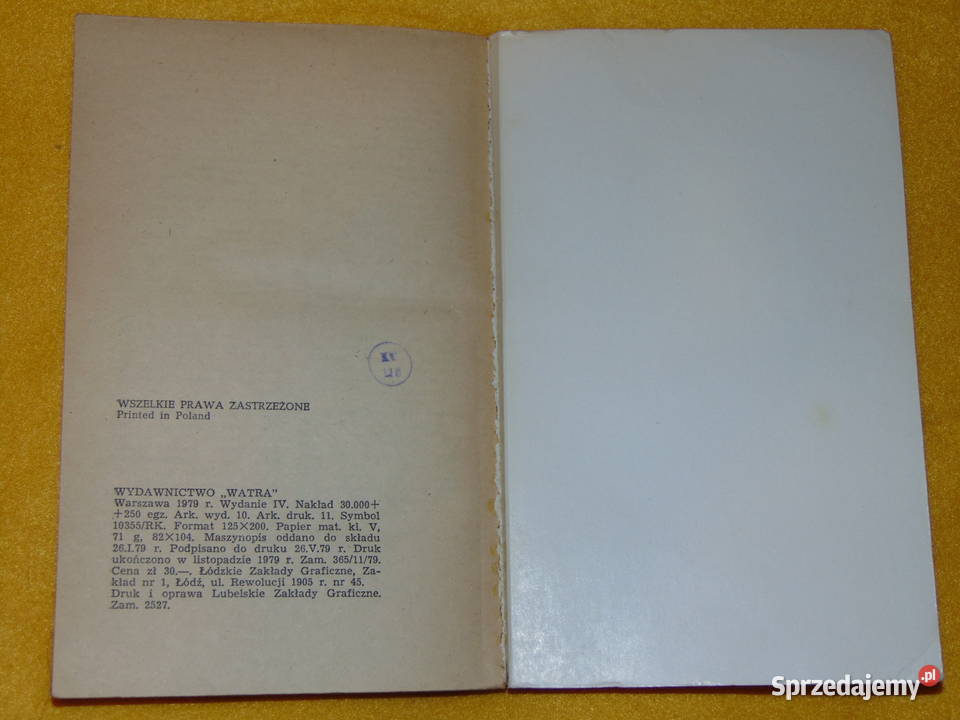 XV
118
WSZELKIE PRAWA ZASTRZEŻONE
Printed in Poland
WYDAWNICTWO „WATRA”
Warszawa 1979 r. Wydanie IV. Nakład 30.000+
+250 egz. Ark. wyd. 10. Ark. druk. 11. Symbol
10355/RK. Format 125×200. Papier mat. kl. V,
71 g, 82×104. Maszynopis oddano do składu
26.I.79 r. Podpisano do druku 26.V.79 r. Druk
ukończono w listopadzie 1979 r. Zam. 365/11/79.
Cena zł 30.—. Łódzkie Zakłady Graficzne, Za-
kład nr 1, Łódź, ul. Rewolucji 1905 r. nr 45.
Druk i oprawa Lubelskie Zakłady Graficzne.
Zam. 2527.
Sprzedajemy.pl